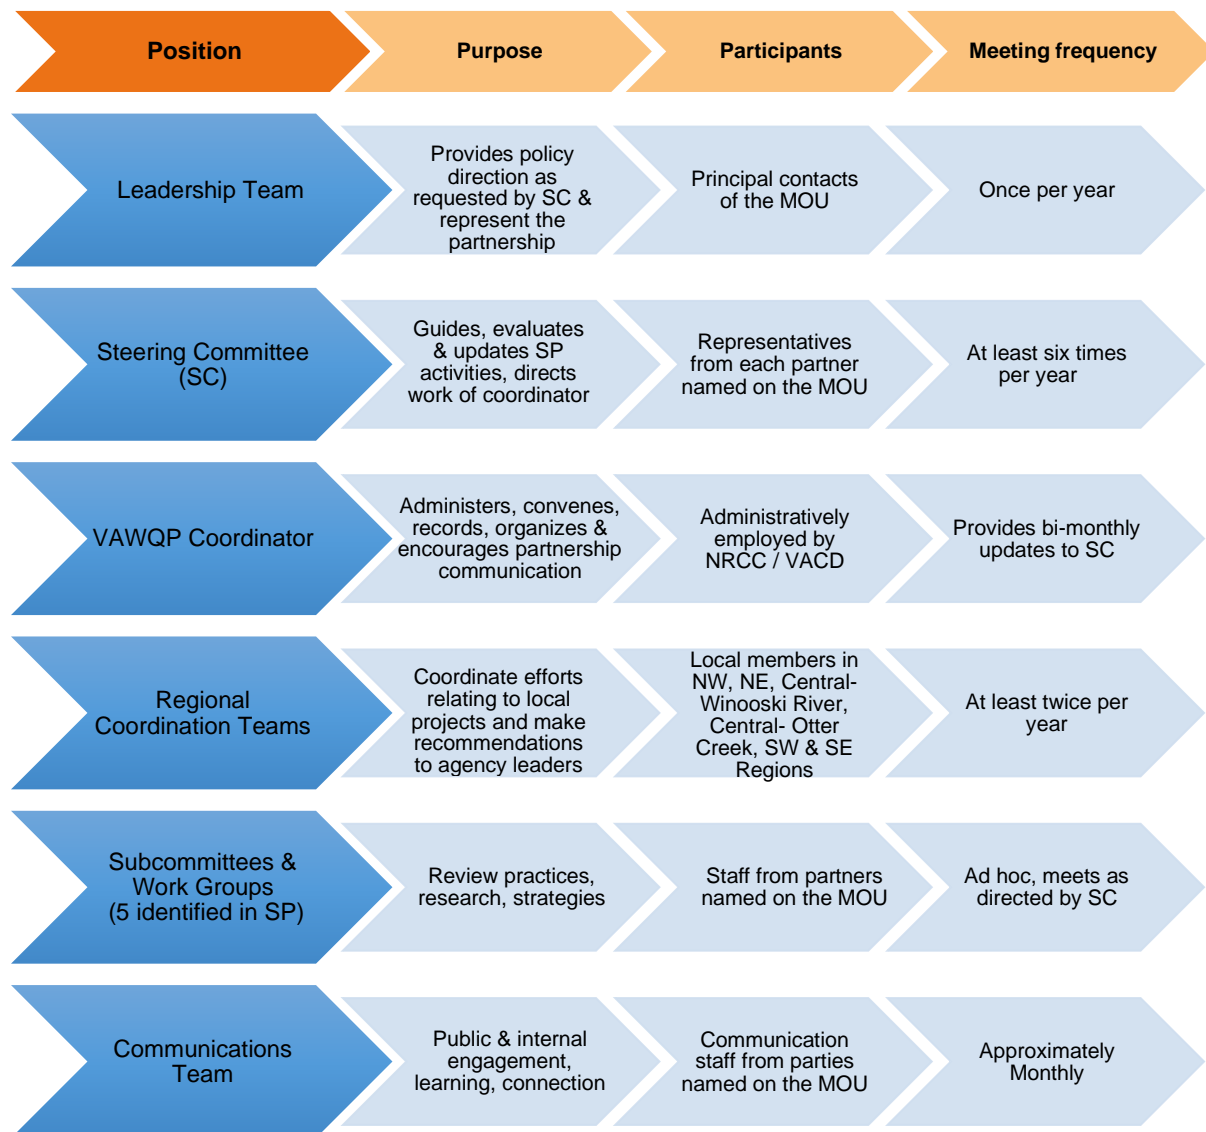 Position
Purpose
Participants
Meeting frequency
Leadership Team
Provides policy
direction as
requested by SC &
represent the
partnership
Principal contacts
of the MOU
Once per year
Steering Committee
(SC)
Guides, evaluates
& updates SP
activities, directs
work of coordinator
Representatives
from each partner
named on the MOU
At least six times
per year
VAWQP Coordinator
Administers, convenes,
records, organizes &
encourages partnership
communication
Administratively
employed by
NRCC / VACD
Provides bi-monthly
updates to SC
Regional
Coordination Teams
Coordinate efforts
relating to local
projects and make
recommendations
to agency leaders
Local members in
NW, NE, Central-
Winooski River,
Central- Otter
Creek, SW & SE
Regions
At least twice per
year
Subcommittees &
Work Groups
(5 identified in SP)
Review practices,
research, strategies
Staff from partners
named on the MOU
Ad hoc, meets as
directed by SC
Communications
Team
Public & internal
engagement,
learning, connection
Communication
staff from parties
named on the MOU
Approximately
Monthly